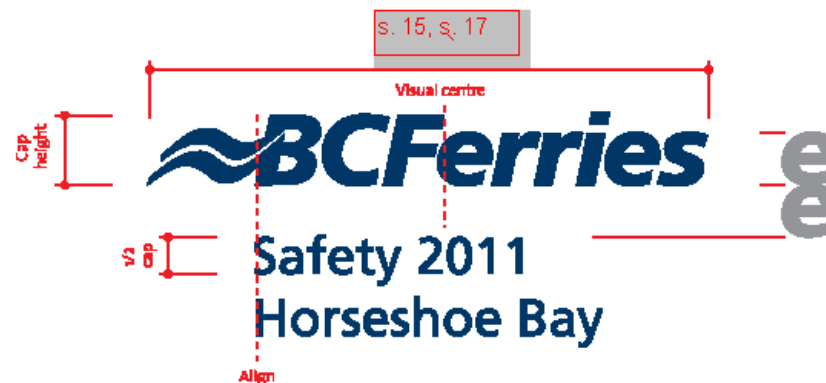 s. 15, s. 17
Visual centre
Cap
height
BCFerries
e
e
1/2
cap
Safety 2011
Horseshoe Bay
Align